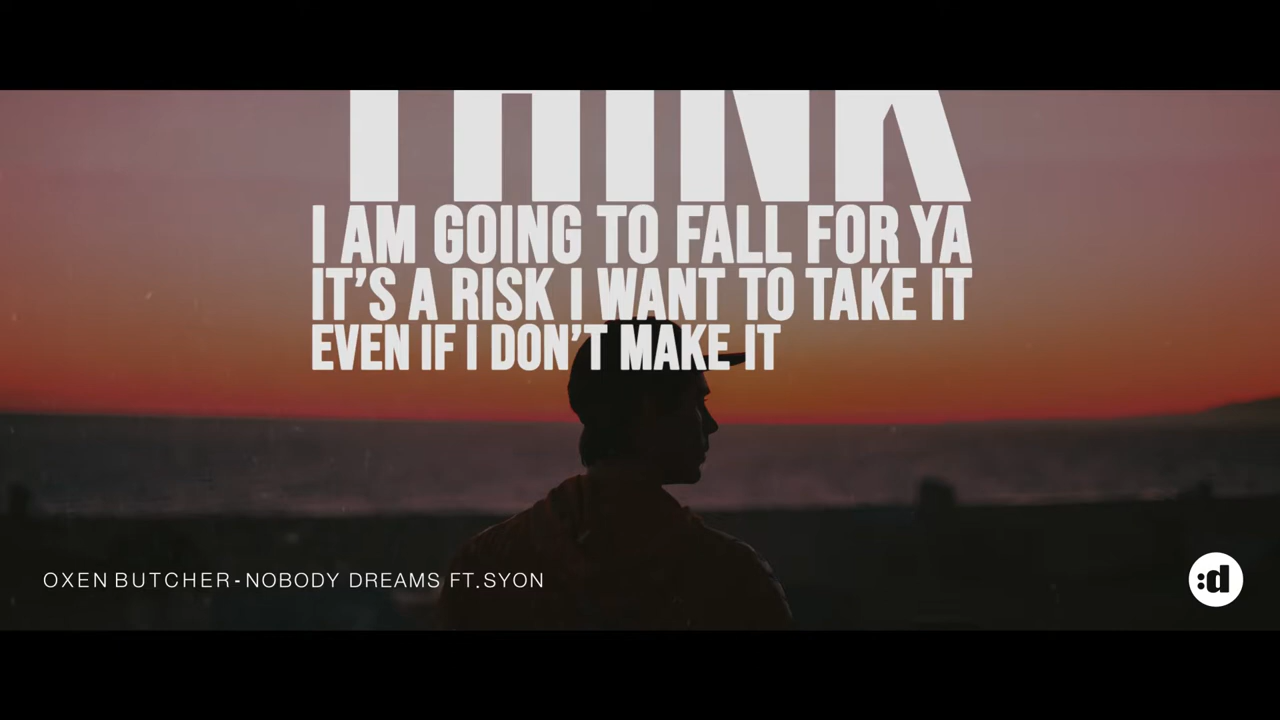 THINK
I AM GOING TO FALL FOR YA
IT'S A RISK I WANT TO TAKE IT
EVEN IF I DON'T MAKE IT
OXEN BUTCHER - NOBODY DREAMS FT. SYON
:d